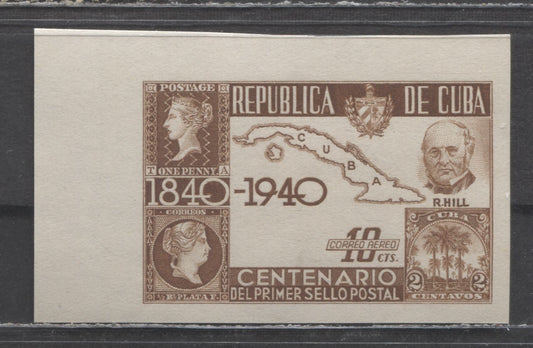 POSTAGE
T ONE PENNY. A
REPUBLICA DE CUBA
CUBA
R. HILL
1840-1940
CORREOS
10
CORREO AEREO
CTS.
CUBA
2 2
CENTAVOS
CENTENARIO
DEL PRIMER SELLO POSTAL